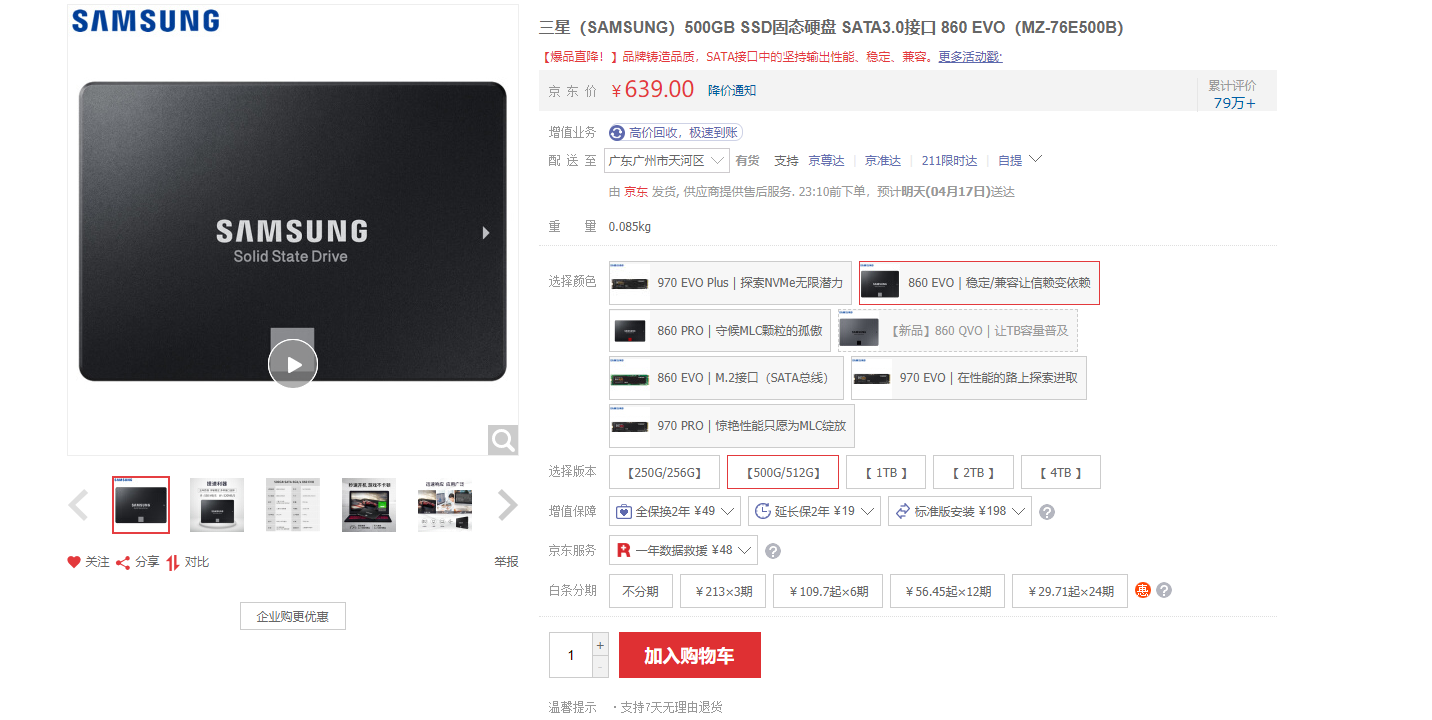 SAMSUNG
SAMSUNG
Solid State Drive
关注 分享 对比 举报
企业购更优惠
三星（SAMSUNG）500GB SSD固态硬盘 SATA3.0接口 860 EVO（MZ-76E500B）
【爆品直降！】品牌铸造品质，SATA接口中的坚持输出性能、稳定、兼容。更多活动戳:
京东价 ￥639.00 降价通知
累计评价
79万+
增值业务 高价回收，极速到账
配送至 广东广州市天河区 有货 支持 京尊达 京准达 211限时达 自提
由 京东 发货, 供应商提供售后服务. 23:10前下单，预计明天(04月17日)送达
重量 0.085kg
选择颜色 970 EVO Plus | 探索NVMe无限潜力 860 EVO | 稳定/兼容让信赖变依赖
860 PRO | 守候MLC颗粒的孤傲 【新品】860 QVO | 让TB容量普及
860 EVO | M.2接口（SATA总线） 970 EVO | 在性能的路上探索进取
970 PRO | 惊艳性能只愿为MLC绽放
选择版本 【250G/256G】 【500G/512G】 【 1TB 】 【 2TB 】 【 4TB 】
增值保障 全保换2年 ¥49 延长保2年 ¥19 标准版安装 ¥198 ?
京东服务 一年数据救援 ¥48 ?
白条分期 不分期 ￥213×3期 ￥109.7起×6期 ￥56.45起×12期 ￥29.71起×24期 惠 ?
1 + -
加入购物车
温馨提示 ·支持7天无理由退货